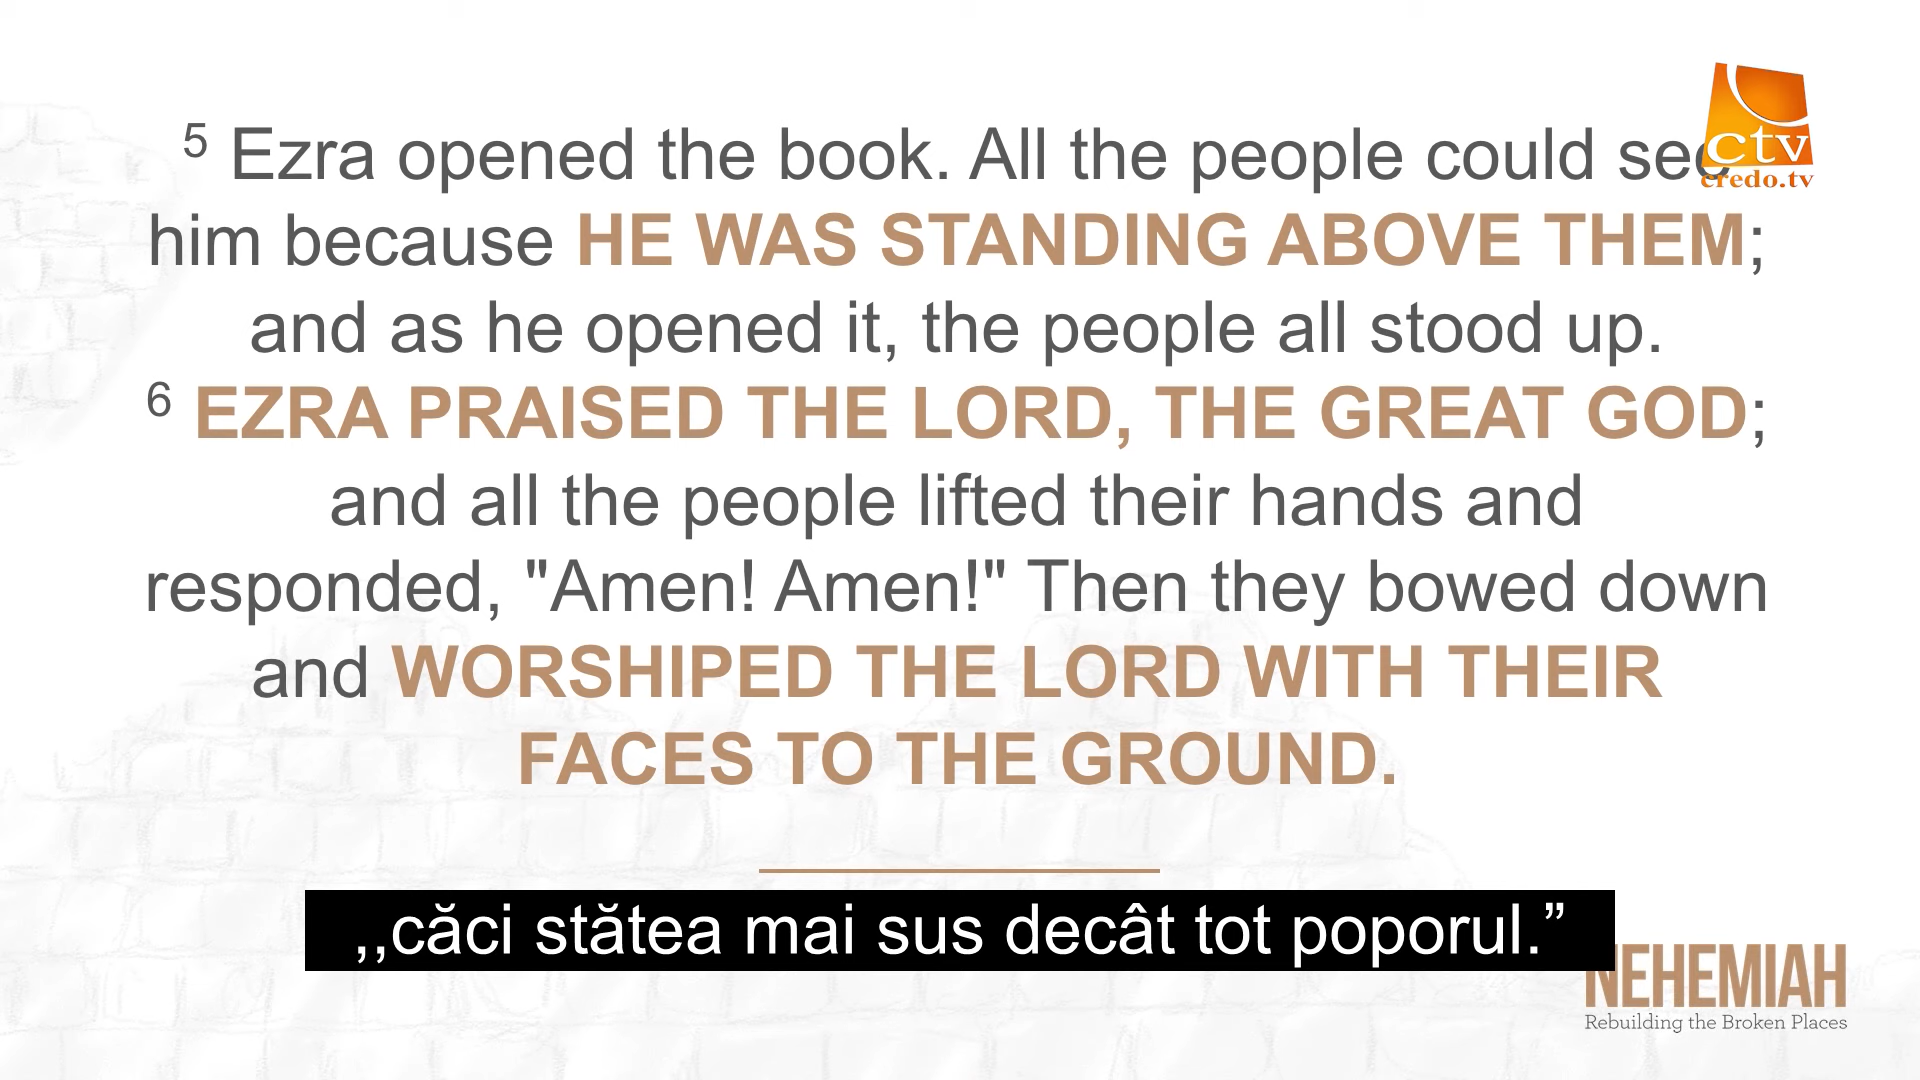 5 Ezra opened the book. All the people could see
ctv
credo.tv
him because HE WAS STANDING ABOVE THEM;
and as he opened it, the people all stood up.
6 EZRA PRAISED THE LORD, THE GREAT GOD;
and all the people lifted their hands and
responded, "Amen! Amen!" Then they bowed down
and WORSHIPED THE LORD WITH THEIR
FACES TO THE GROUND.
,,căci stătea mai sus decât tot poporul.”
NEHEMIAH
Rebuilding the Broken Places